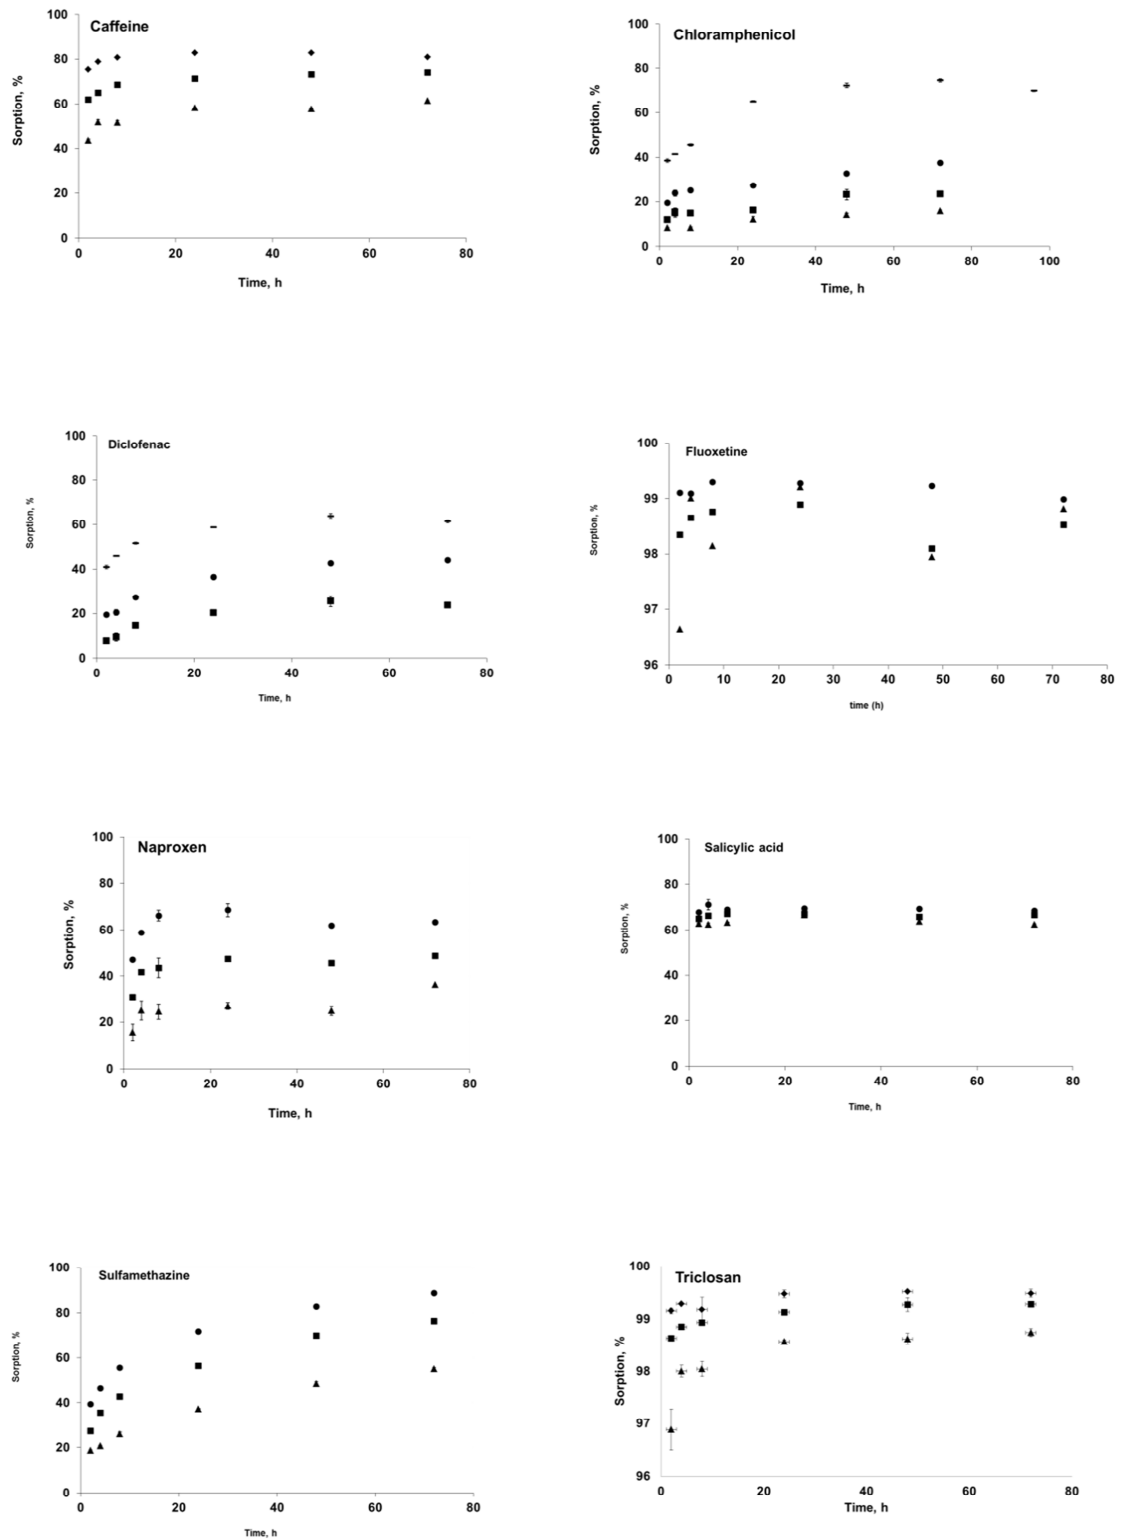 Caffeine
Sorption, %
100
80
60
40
20
0
0 20 40 60 80
Time, h
Chloramphenicol
Sorption, %
100
80
60
40
20
0
0 20 40 60 80 100
Time, h
Diclofenac
Sorption, %
100
80
60
40
20
0
0 20 40 60 80
Time, h
Fluoxetine
Sorption, %
100
99
98
97
96
0 10 20 30 40 50 60 70 80
time (h)
Naproxen
Sorption, %
100
80
60
40
20
0
0 20 40 60 80
Time, h
Salicylic acid
Sorption, %
100
80
60
40
20
0
0 20 40 60 80
Time, h
Sulfamethazine
Sorption, %
100
80
60
40
20
0
0 20 40 60 80
Time, h
Triclosan
Sorption, %
100
99
98
97
96
0 20 40 60 80
Time, h